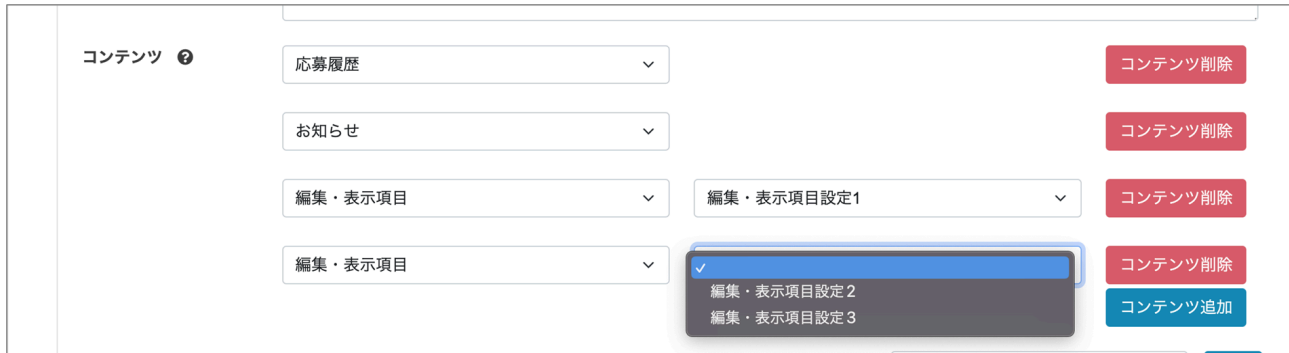 コンテンツ ?
応募履歴
コンテンツ削除
お知らせ
コンテンツ削除
編集・表示項目
編集・表示項目設定1
コンテンツ削除
編集・表示項目
コンテンツ削除
編集・表示項目設定２
コンテンツ追加
編集・表示項目設定３